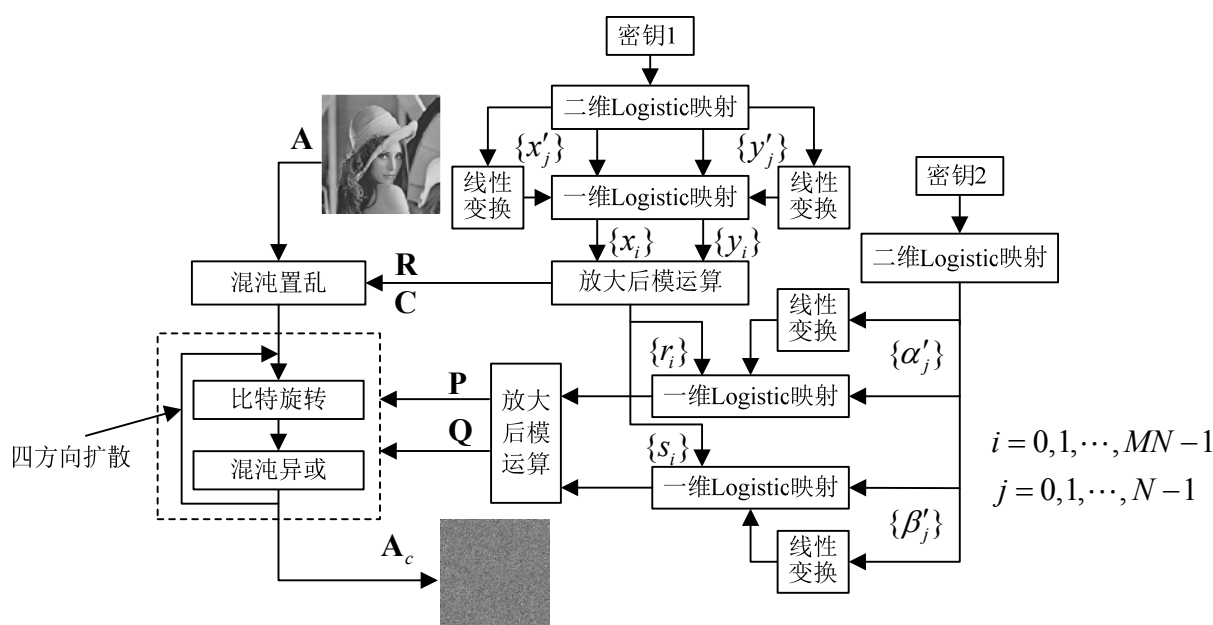 密钥1
二维Logistic映射
A
{x′_j}
{y′_j}
线性
变换
一维Logistic映射
线性
变换
密钥2
{x_i}
{y_i}
二维Logistic映射
混沌置乱
R
C
放大后模运算
线性
变换
{r_i}
{α′_j}
比特旋转
P
放大
后模
运算
一维Logistic映射
四方向扩散
Q
混沌异或
{s_i}
一维Logistic映射
i = 0,1,⋯,MN−1
j = 0,1,⋯,N−1
{β′_j}
A_c
线性
变换